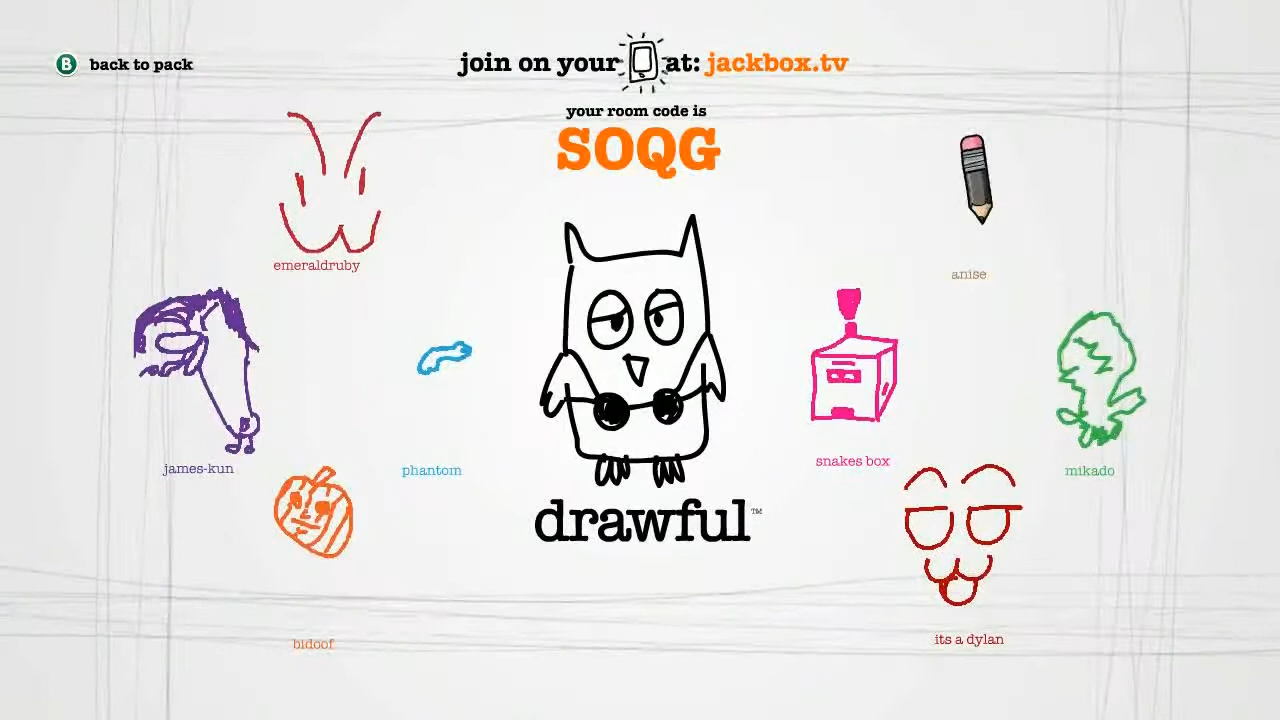 B back to pack
join on your at: jackbox.tv
your room code is
SOQG
emeraldruby
anise
james-kun
phantom
snakes box
mikado
drawful™
bidoof
its a dylan